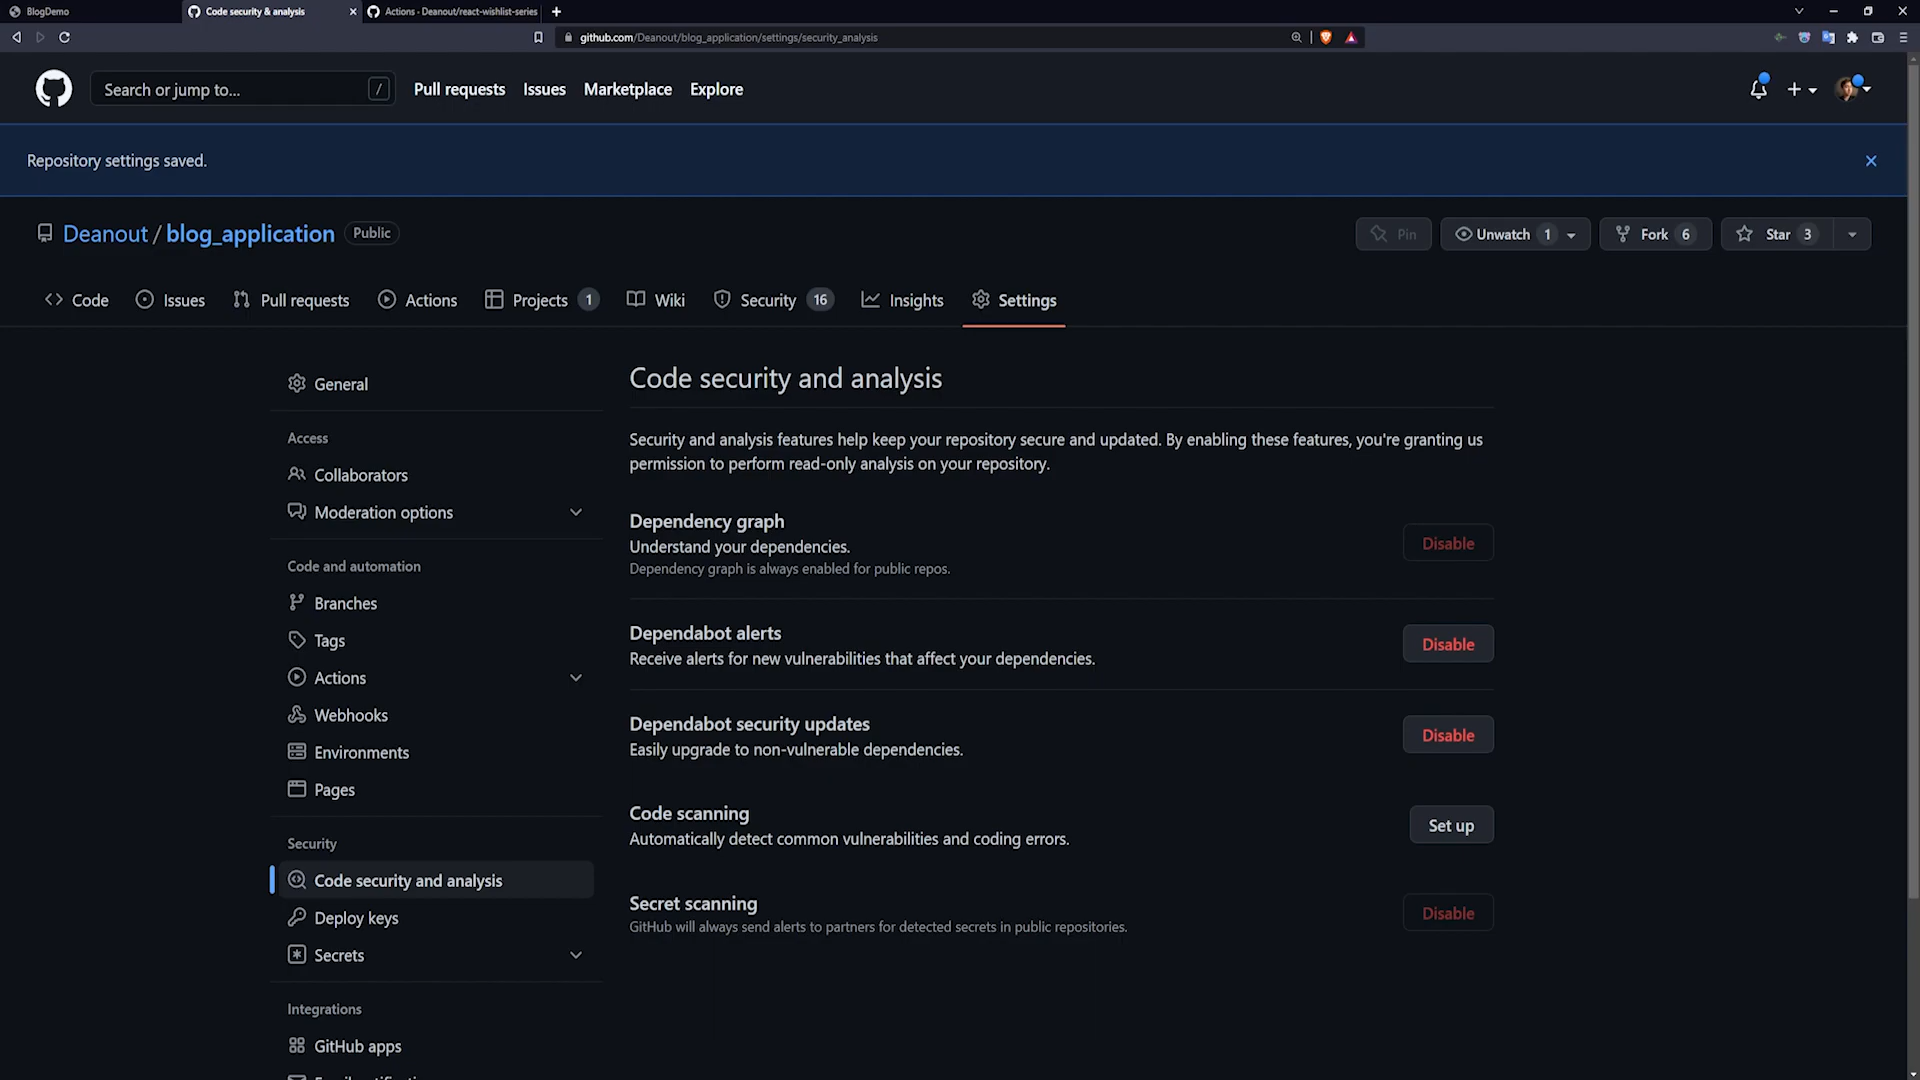 BlogDemo
Code security & analysis
Actions - Deanout/react-wishlist-series
github.com/Deanout/blog_application/settings/security_analysis
Search or jump to...
/
Pull requests
Issues
Marketplace
Explore
Repository settings saved.
Deanout / blog_application
Public
Pin
Unwatch 1
Fork 6
Star 3
Code
Issues
Pull requests
Actions
Projects 1
Wiki
Security 16
Insights
Settings
General
Access
Collaborators
Moderation options
Code and automation
Branches
Tags
Actions
Webhooks
Environments
Pages
Security
Code security and analysis
Deploy keys
Secrets
Integrations
GitHub apps
Code security and analysis
Security and analysis features help keep your repository secure and updated. By enabling these features, you're granting us
permission to perform read-only analysis on your repository.
Dependency graph
Understand your dependencies.
Dependency graph is always enabled for public repos.
Disable
Dependabot alerts
Receive alerts for new vulnerabilities that affect your dependencies.
Disable
Dependabot security updates
Easily upgrade to non-vulnerable dependencies.
Disable
Code scanning
Automatically detect common vulnerabilities and coding errors.
Set up
Secret scanning
GitHub will always send alerts to partners for detected secrets in public repositories.
Disable